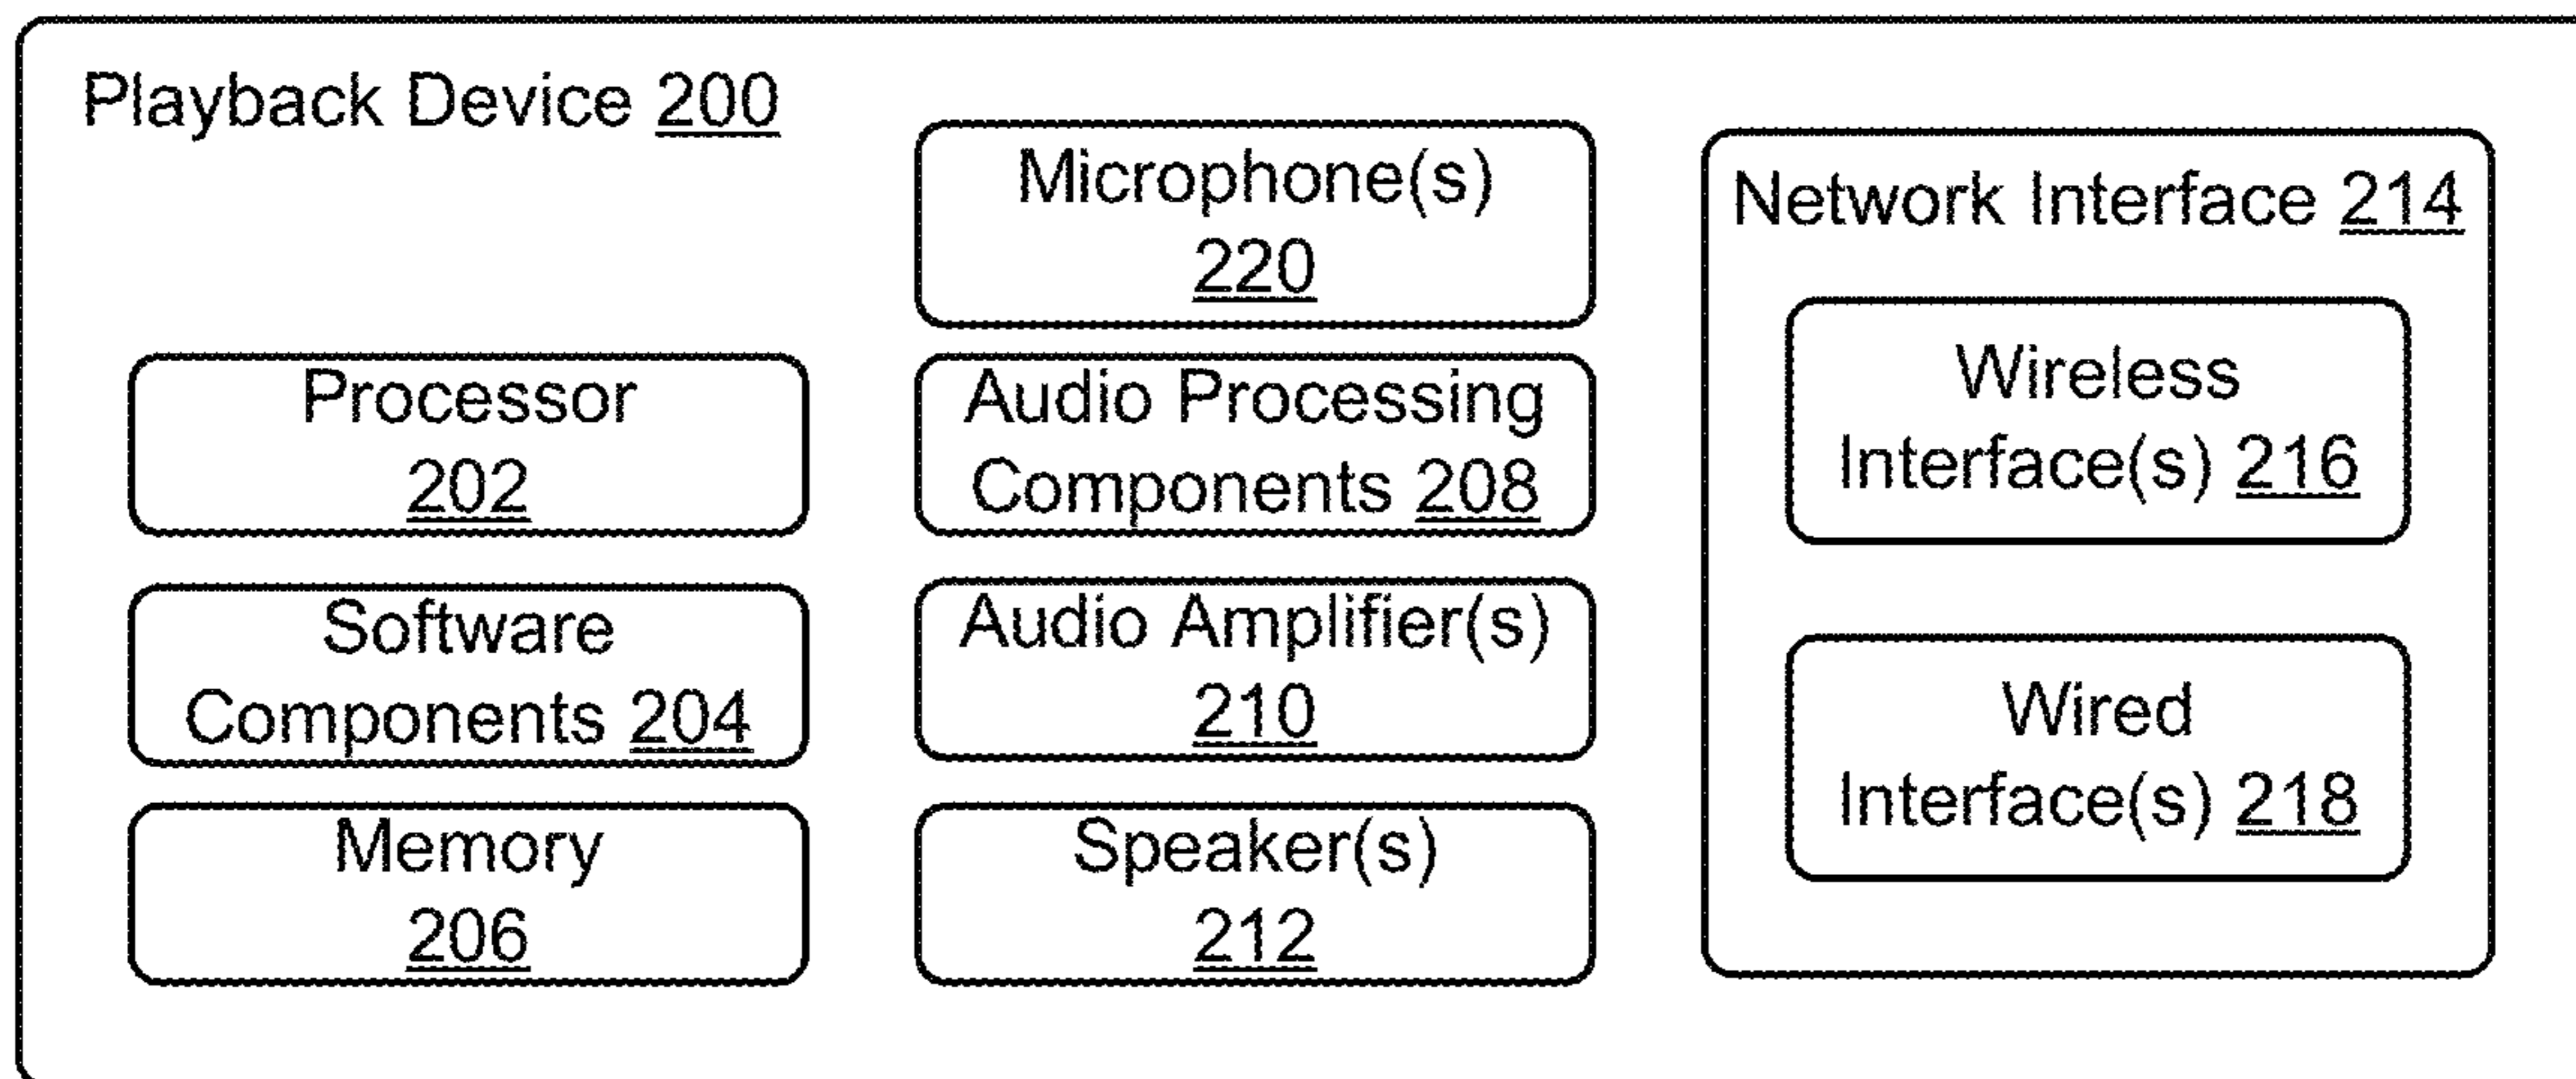 Playback Device 200
Processor
202
Software
Components 204
Memory
206
Microphone(s)
220
Audio Processing
Components 208
Audio Amplifier(s)
210
Speaker(s)
212
Network Interface 214
Wireless
Interface(s) 216
Wired
Interface(s) 218